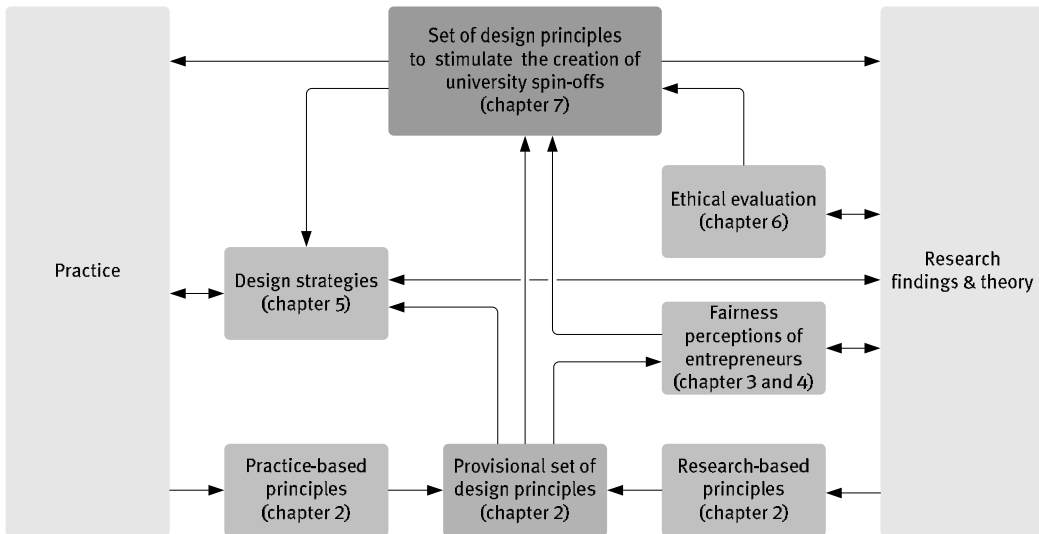 Set of design principles
to stimulate the creation of
university spin-offs
(chapter 7)
Ethical evaluation
(chapter 6)
Practice
Design strategies
(chapter 5)
Research
findings & theory
Fairness
perceptions of
entrepreneurs
(chapter 3 and 4)
Practice-based
principles
(chapter 2)
Provisional set of
design principles
(chapter 2)
Research-based
principles
(chapter 2)